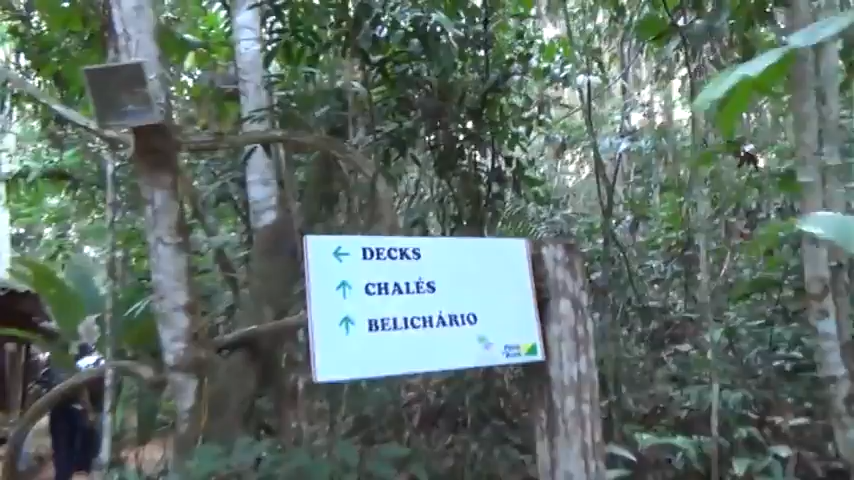 ← DECKS
↑ CHALÉS
↑ BELICHÁRIO